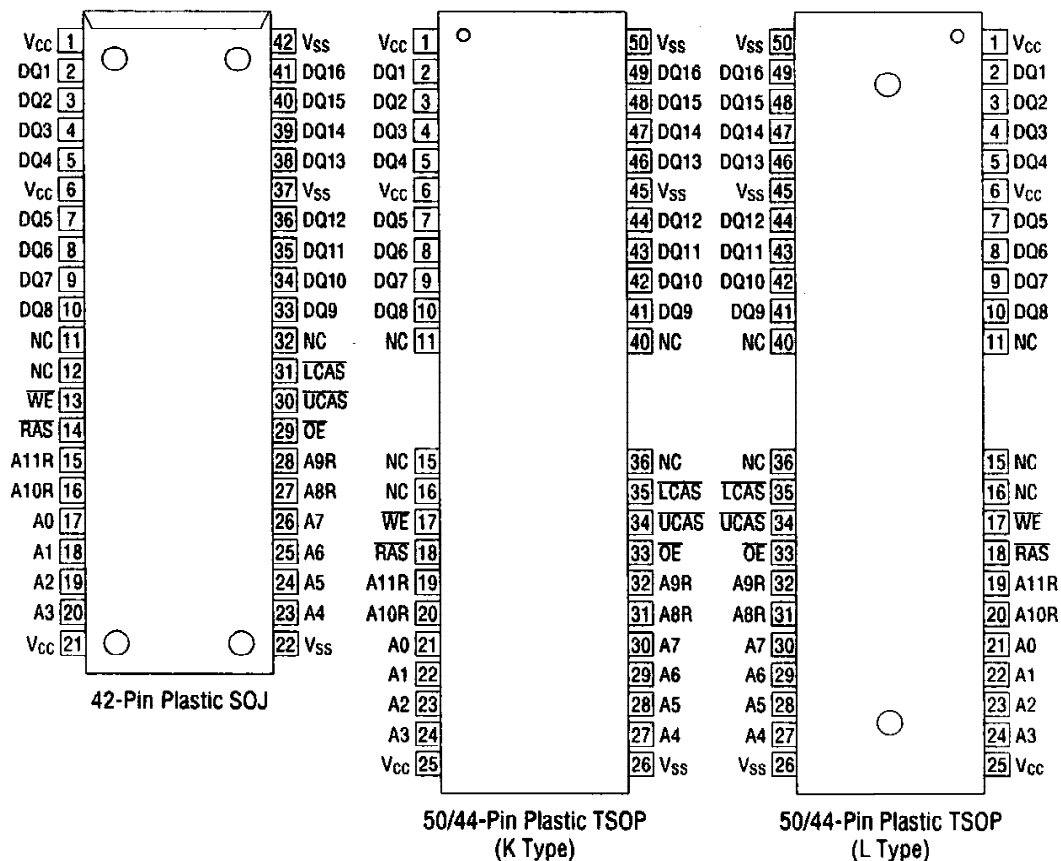 Vcc 1 42 Vss
DQ1 2 41 DQ16
DQ2 3 40 DQ15
DQ3 4 39 DQ14
DQ4 5 38 DQ13
Vcc 6 37 Vss
DQ5 7 36 DQ12
DQ6 8 35 DQ11
DQ7 9 34 DQ10
DQ8 10 33 DQ9
NC 11 32 NC
NC 12 31 LCAS
WE 13 30 UCAS
RAS 14 29 OE
A11R 15 28 A9R
A10R 16 27 A8R
A0 17 26 A7
A1 18 25 A6
A2 19 24 A5
A3 20 23 A4
Vcc 21 22 Vss
42-Pin Plastic SOJ
Vcc 1 50 Vss
DQ1 2 49 DQ16
DQ2 3 48 DQ15
DQ3 4 47 DQ14
DQ4 5 46 DQ13
Vcc 6 45 Vss
DQ5 7 44 DQ12
DQ6 8 43 DQ11
DQ7 9 42 DQ10
DQ8 10 41 DQ9
NC 11 40 NC
NC 15 36 NC
NC 16 35 LCAS
WE 17 34 UCAS
RAS 18 33 OE
A11R 19 32 A9R
A10R 20 31 A8R
A0 21 30 A7
A1 22 29 A6
A2 23 28 A5
A3 24 27 A4
Vcc 25 26 Vss
50/44-Pin Plastic TSOP
(K Type)
Vss 50 1 Vcc
DQ16 49 2 DQ1
DQ15 48 3 DQ2
DQ14 47 4 DQ3
DQ13 46 5 DQ4
Vss 45 6 Vcc
DQ12 44 7 DQ5
DQ11 43 8 DQ6
DQ10 42 9 DQ7
DQ9 41 10 DQ8
NC 40 11 NC
NC 36 15 NC
LCAS 35 16 NC
UCAS 34 17 WE
OE 33 18 RAS
A9R 32 19 A11R
A8R 31 20 A10R
A7 30 21 A0
A6 29 22 A1
A5 28 23 A2
A4 27 24 A3
Vss 26 25 Vcc
50/44-Pin Plastic TSOP
(L Type)